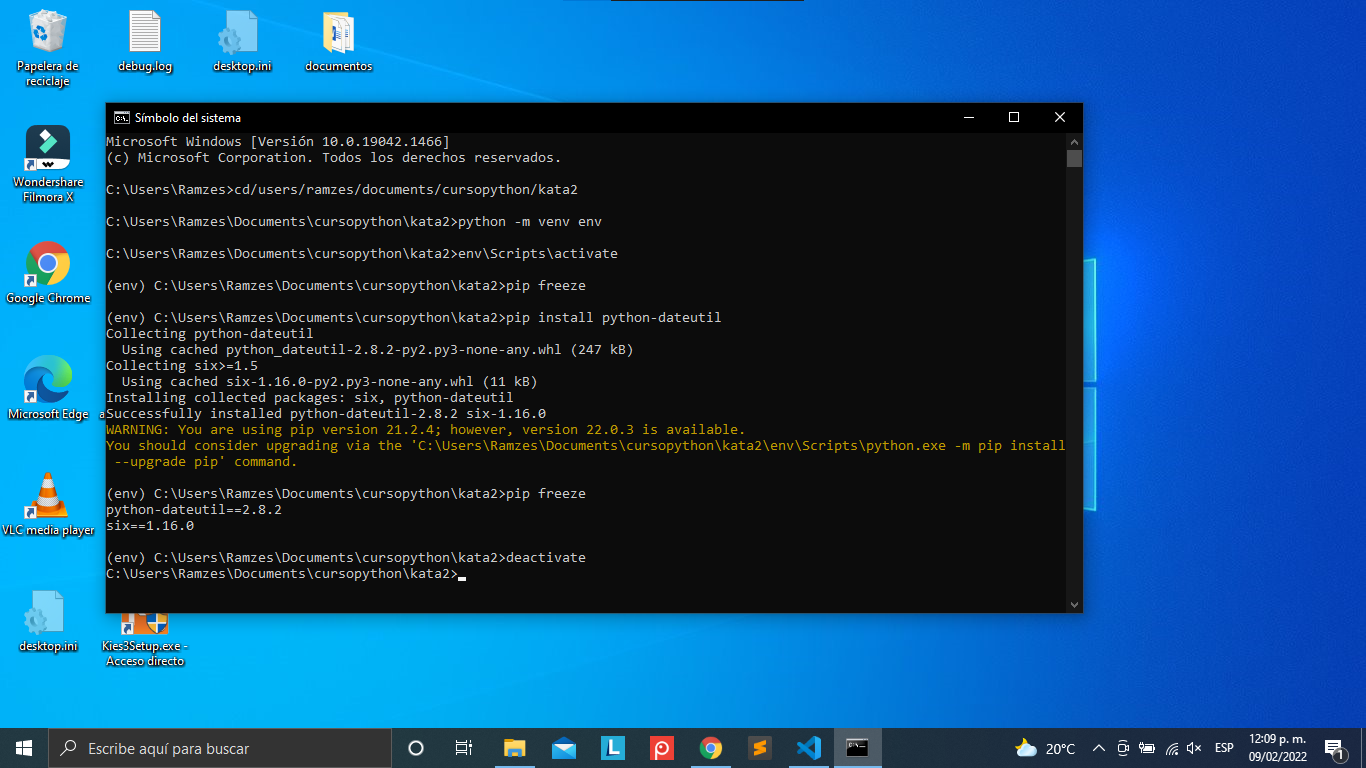 Papelera de
reciclaje
debug.log
desktop.ini
documentos
Wondershare
Filmora X
Google Chrome
Microsoft Edge
VLC media player
desktop.ini
Kies3Setup.exe -
Acceso directo
Símbolo del sistema
Microsoft Windows [Versión 10.0.19042.1466]
(c) Microsoft Corporation. Todos los derechos reservados.
C:\Users\Ramzes>cd/users/ramzes/documents/cursopython/kata2
C:\Users\Ramzes\Documents\cursopython\kata2>python -m venv env
C:\Users\Ramzes\Documents\cursopython\kata2>env\Scripts\activate
(env) C:\Users\Ramzes\Documents\cursopython\kata2>pip freeze
(env) C:\Users\Ramzes\Documents\cursopython\kata2>pip install python-dateutil
Collecting python-dateutil
  Using cached python_dateutil-2.8.2-py2.py3-none-any.whl (247 kB)
Collecting six>=1.5
  Using cached six-1.16.0-py2.py3-none-any.whl (11 kB)
Installing collected packages: six, python-dateutil
Successfully installed python-dateutil-2.8.2 six-1.16.0
WARNING: You are using pip version 21.2.4; however, version 22.0.3 is available.
You should consider upgrading via the 'C:\Users\Ramzes\Documents\cursopython\kata2\env\Scripts\python.exe -m pip install
 --upgrade pip' command.
(env) C:\Users\Ramzes\Documents\cursopython\kata2>pip freeze
python-dateutil==2.8.2
six==1.16.0
(env) C:\Users\Ramzes\Documents\cursopython\kata2>deactivate
C:\Users\Ramzes\Documents\cursopython\kata2>
Escribe aquí para buscar
L
20°C
ESP
12:09 p. m.
09/02/2022
1